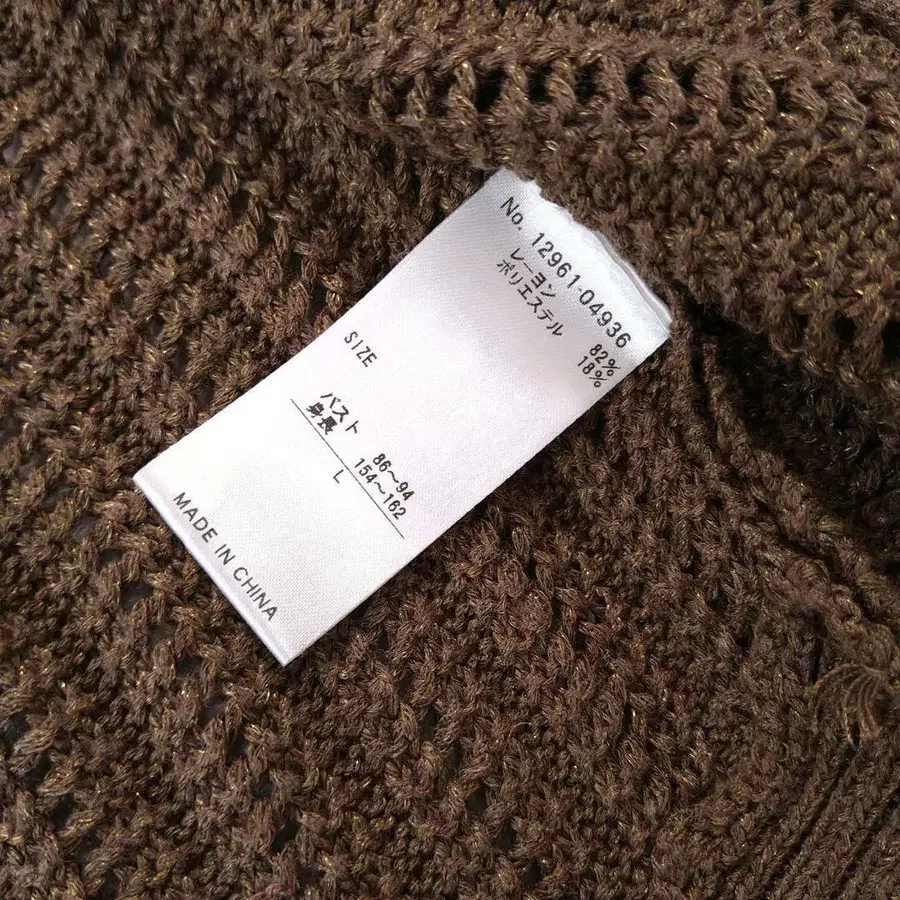 No. 12961-04936
レーヨン 82%
ポリエステル 18%
SIZE
バスト 86～94
身長 154～162
L
MADE IN CHINA